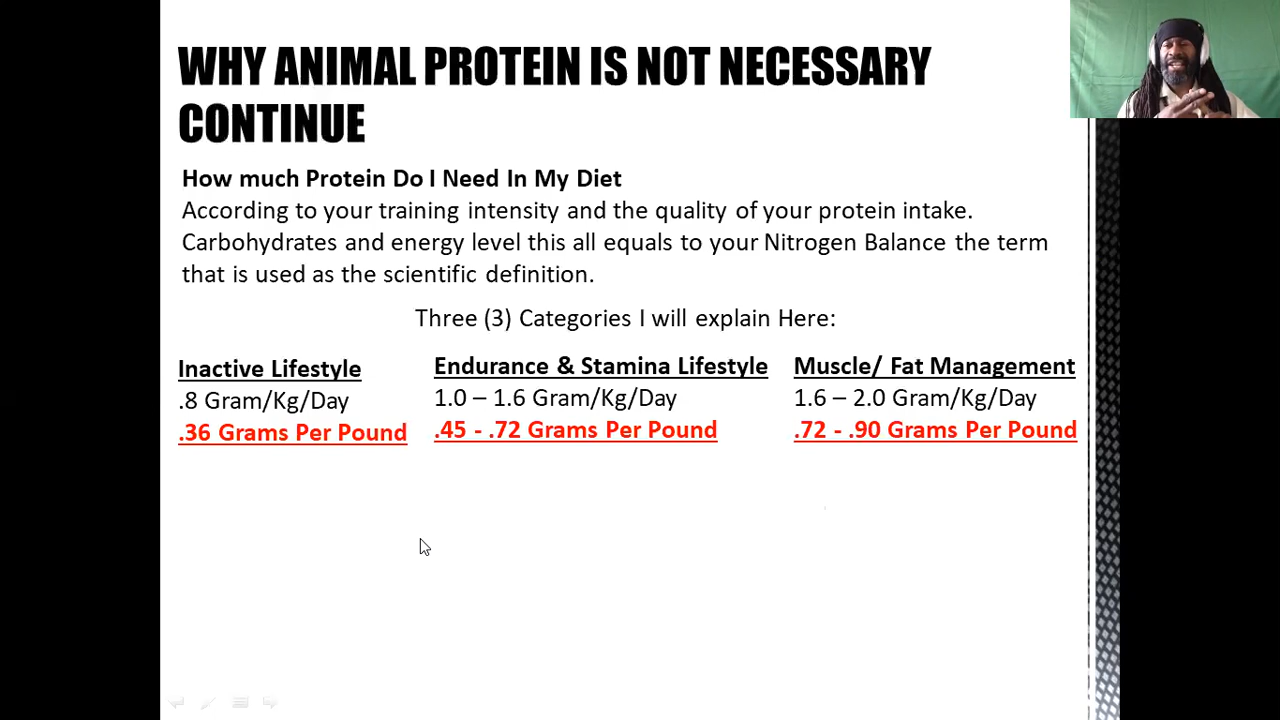 WHY ANIMAL PROTEIN IS NOT NECESSARY
CONTINUE
How much Protein Do I Need In My Diet
According to your training intensity and the quality of your protein intake.
Carbohydrates and energy level this all equals to your Nitrogen Balance the term
that is used as the scientific definition.
Three (3) Categories I will explain Here:
Inactive Lifestyle
.8 Gram/Kg/Day
.36 Grams Per Pound
Endurance & Stamina Lifestyle
1.0 – 1.6 Gram/Kg/Day
.45 - .72 Grams Per Pound
Muscle/ Fat Management
1.6 – 2.0 Gram/Kg/Day
.72 - .90 Grams Per Pound